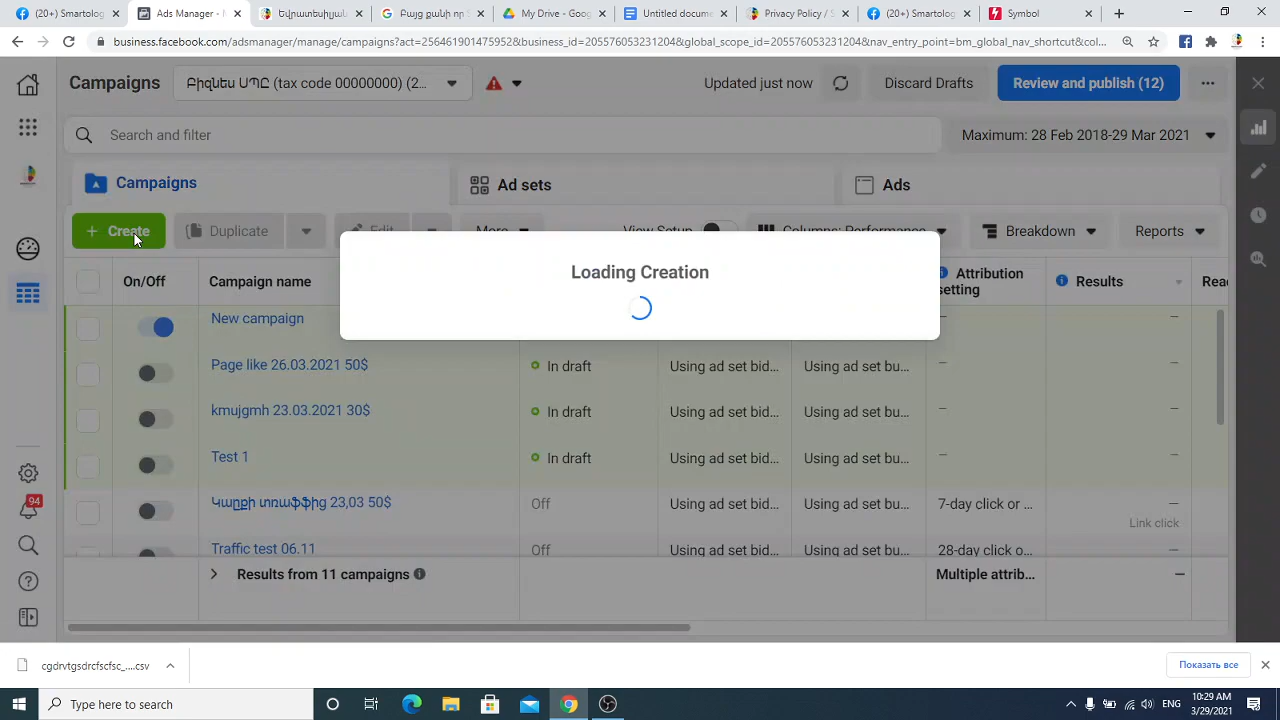 (20+) Smartolog
Ads Manager -
Եվլուտսիխյան
Բայց քանի որ
My Drive -
Untitled docume
Privacy Policy / S
(20+) Smartolog
Symbol
business.facebook.com/adsmanager/manage/campaigns?act=256461901475952&business_id=205576053231204&global_scope_id=205576053231204&nav_entry_point=bm_global_nav_shortcut&col...
Campaigns
Բիզնես ՍՊԸ (tax code 00000000) (2...
Updated just now
Discard Drafts
Review and publish (12)
Search and filter
Maximum: 28 Feb 2018-29 Mar 2021
Campaigns
Ad sets
Ads
+ Create
Duplicate
Edit
More
View Setup
Columns: Performance
Breakdown
Reports
Loading Creation
On/Off
Campaign name
Attribution
setting
Results
Reac
New campaign
—
—
Page like 26.03.2021 50$
In draft
Using ad set bid...
Using ad set bu...
—
—
kmujgmh 23.03.2021 30$
In draft
Using ad set bid...
Using ad set bu...
—
—
Test 1
In draft
Using ad set bid...
Using ad set bu...
—
—
Կաղքի տռաֆֆից 23,03 50$
Off
Using ad set bid...
Using ad set bu...
7-day click or ...
—
Link click
Traffic test 06.11
Off
Using ad set bid...
Using ad set bu...
28-day click o...
—
Results from 11 campaigns
Multiple attrib...
—
94
cgdrvtgsdrcfscfsc_....csv
Показать все
Type here to search
ENG
10:29 AM
3/29/2021